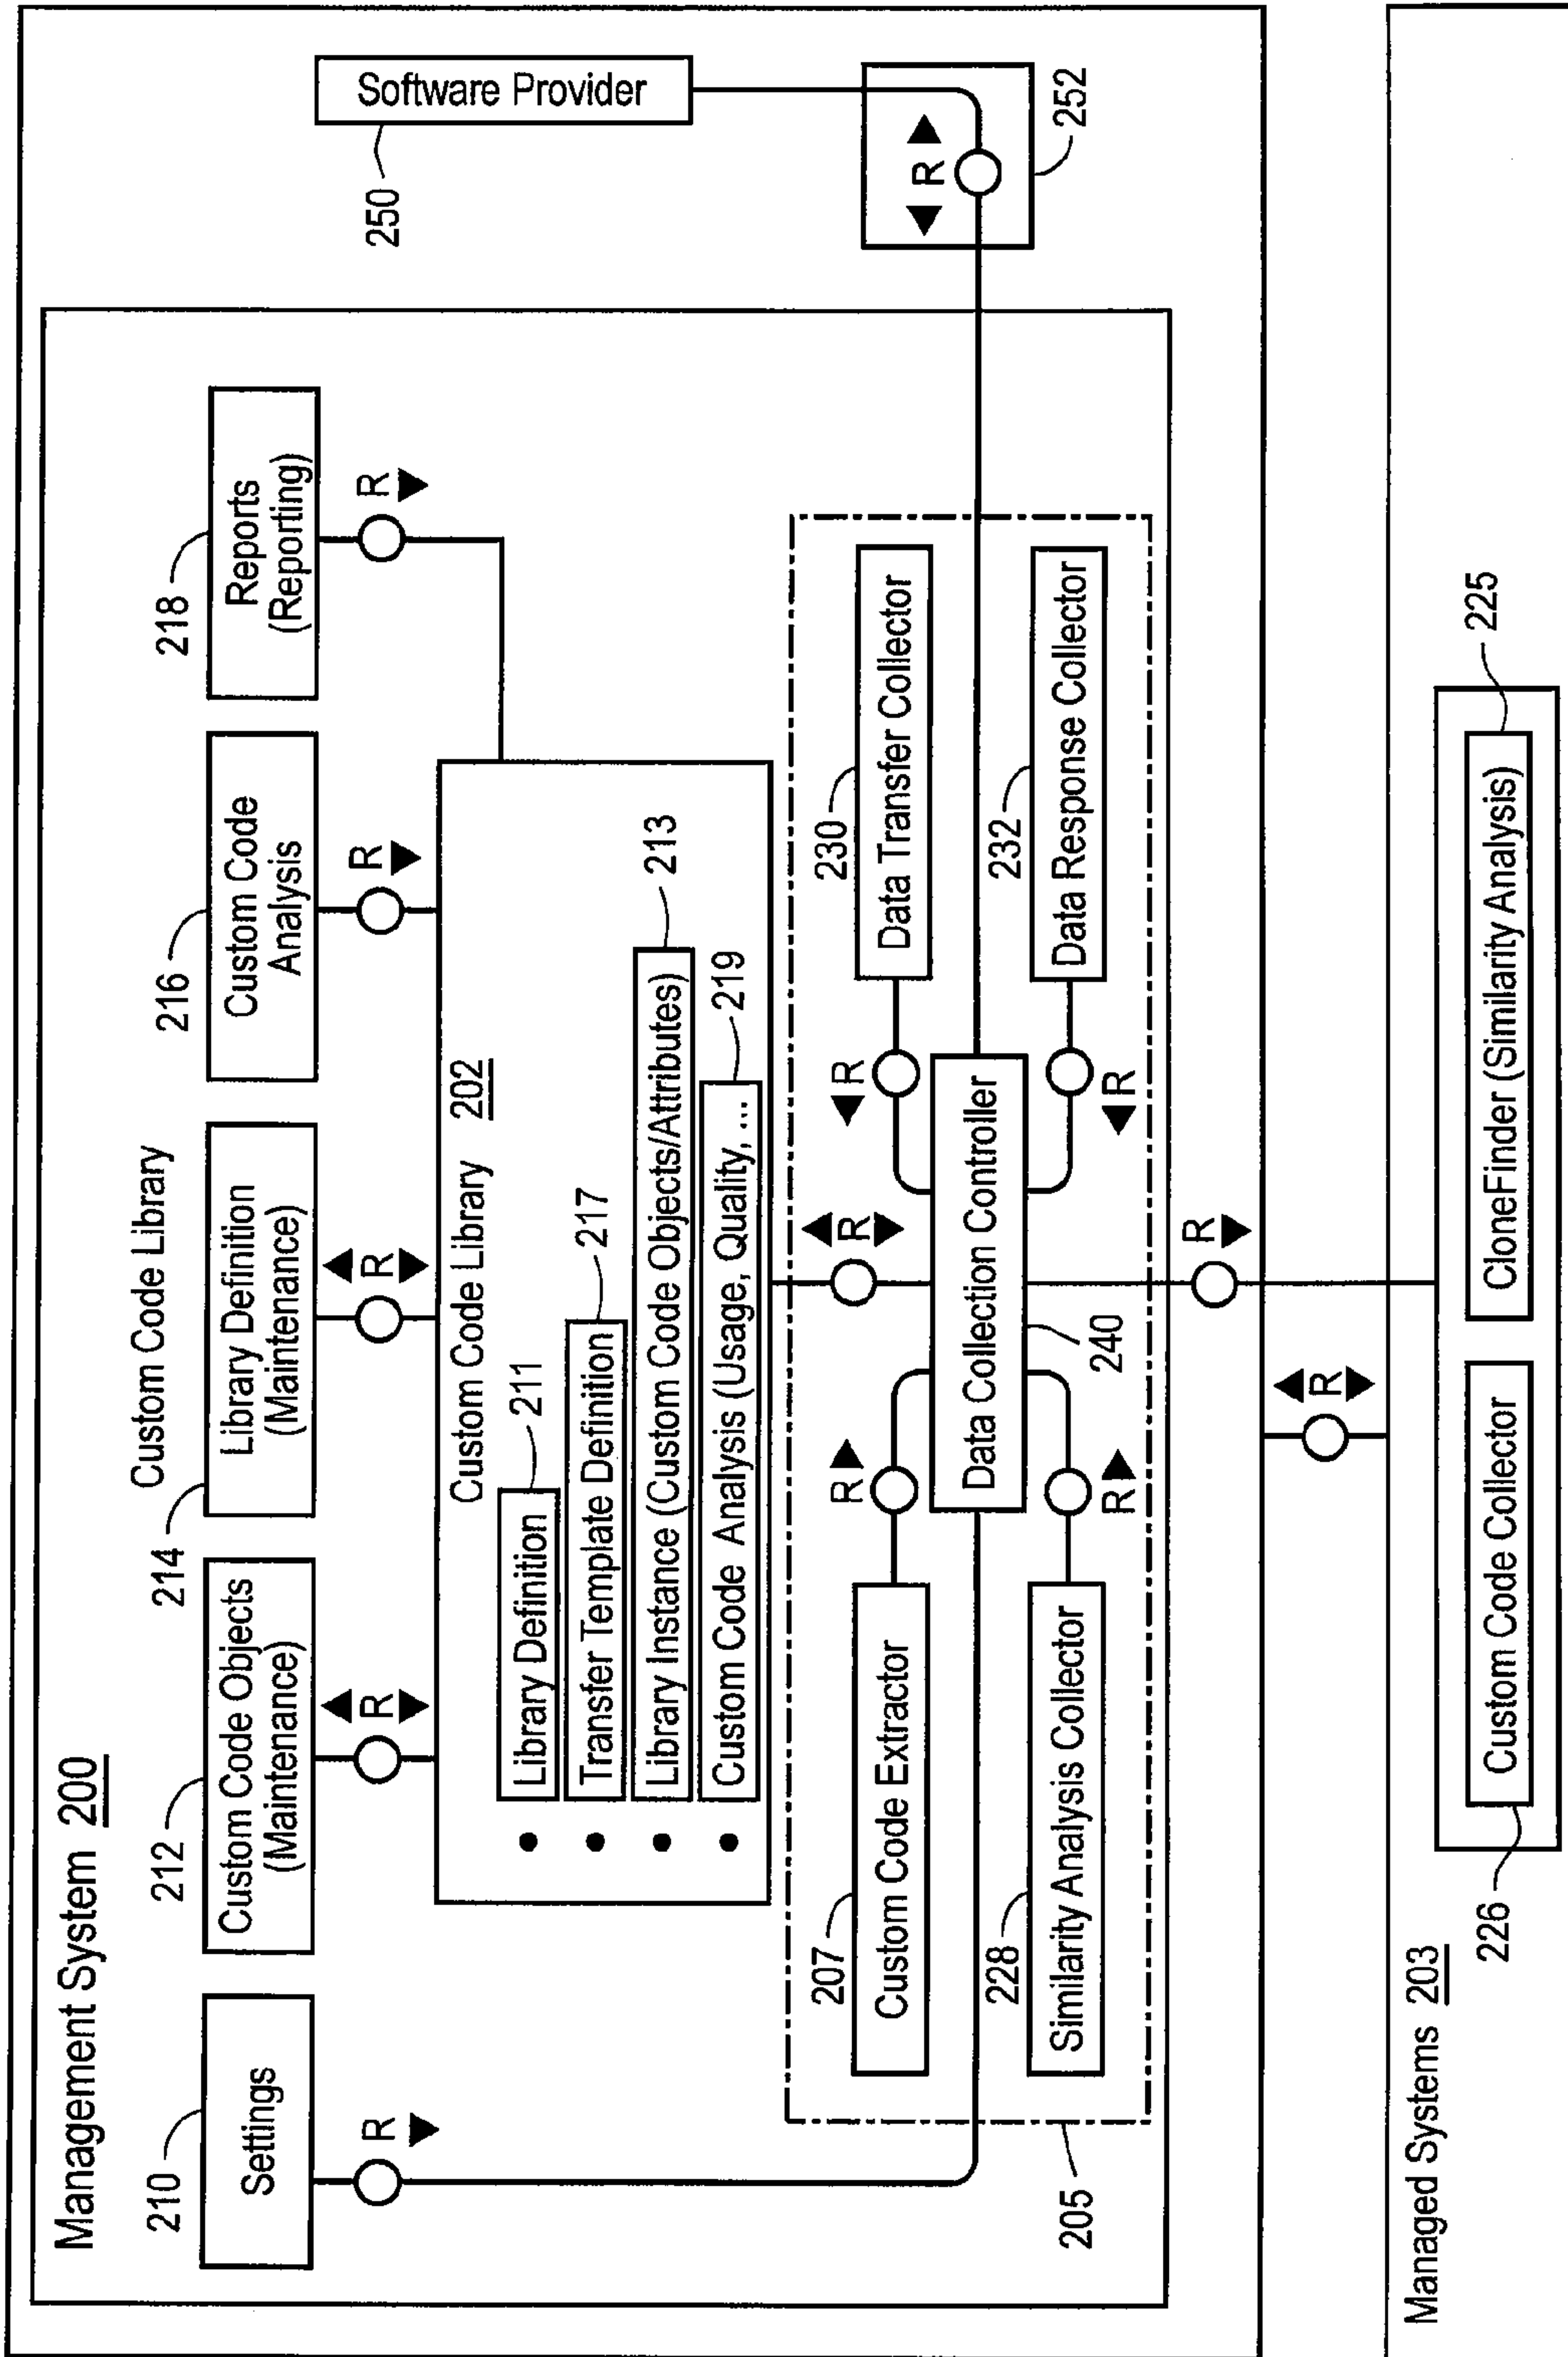 Management System 200
Custom Code Library
210
Settings
R
212
Custom Code Objects
(Maintenance)
R
214
Library Definition
(Maintenance)
R
216
Custom Code
Analysis
R
218
Reports
(Reporting)
R
Software Provider
250
R
252
Custom Code Library 202
Library Definition
211
Transfer Template Definition
217
Library Instance (Custom Code Objects/Attributes)
213
Custom Code Analysis (Usage, Quality, ...
219
R
207
Custom Code Extractor
R
228
Similarity Analysis Collector
R
Data Collection Controller
240
230
Data Transfer Collector
R
232
Data Response Collector
R
205
R
R
Managed Systems 203
Custom Code Collector
226
CloneFinder (Similarity Analysis)
225